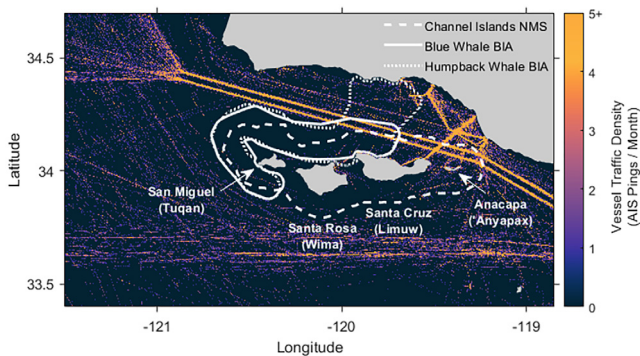 34.5
34
33.5
Latitude
-121
-120
-119
Longitude
Channel Islands NMS
Blue Whale BIA
Humpback Whale BIA
San Miguel
(Tuqan)
Santa Rosa
(Wima)
Santa Cruz
(Limuw)
Anacapa
('Anyapax)
5+
4
3
2
1
0
Vessel Traffic Density
(AIS Pings / Month)